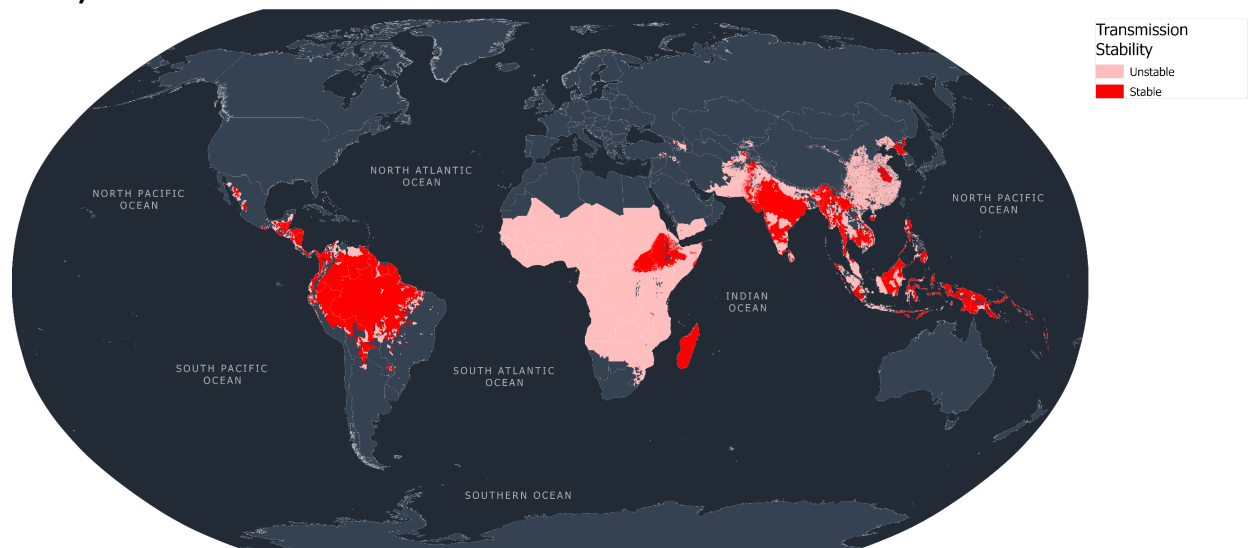 Transmission
Stability
Unstable
Stable
NORTH ATLANTIC
OCEAN
NORTH PACIFIC
OCEAN
NORTH PACIFIC
OCEAN
INDIAN
OCEAN
SOUTH PACIFIC
OCEAN
SOUTH ATLANTIC
OCEAN
SOUTHERN OCEAN